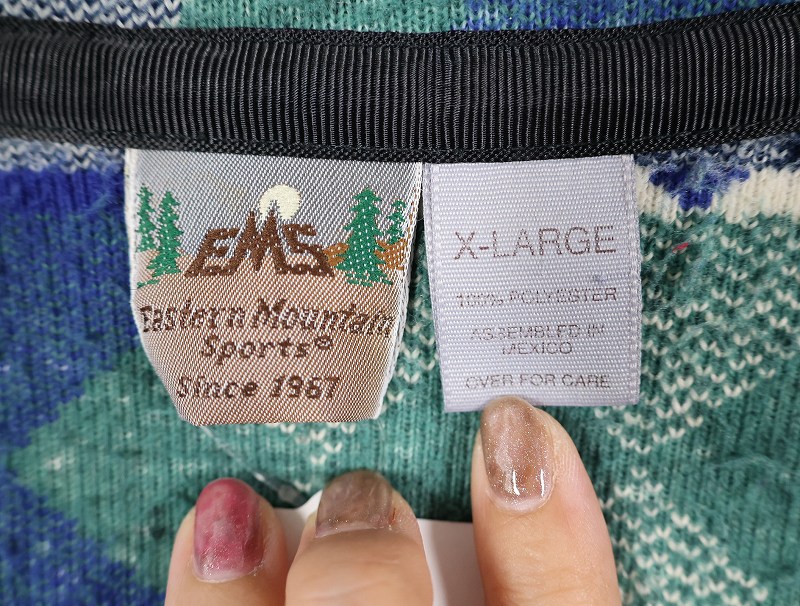 EMS
Eastern Mountain
Sports®
Since 1967
X-LARGE
100% POLYESTER
ASSEMBLED IN
MEXICO
OVER FOR CARE